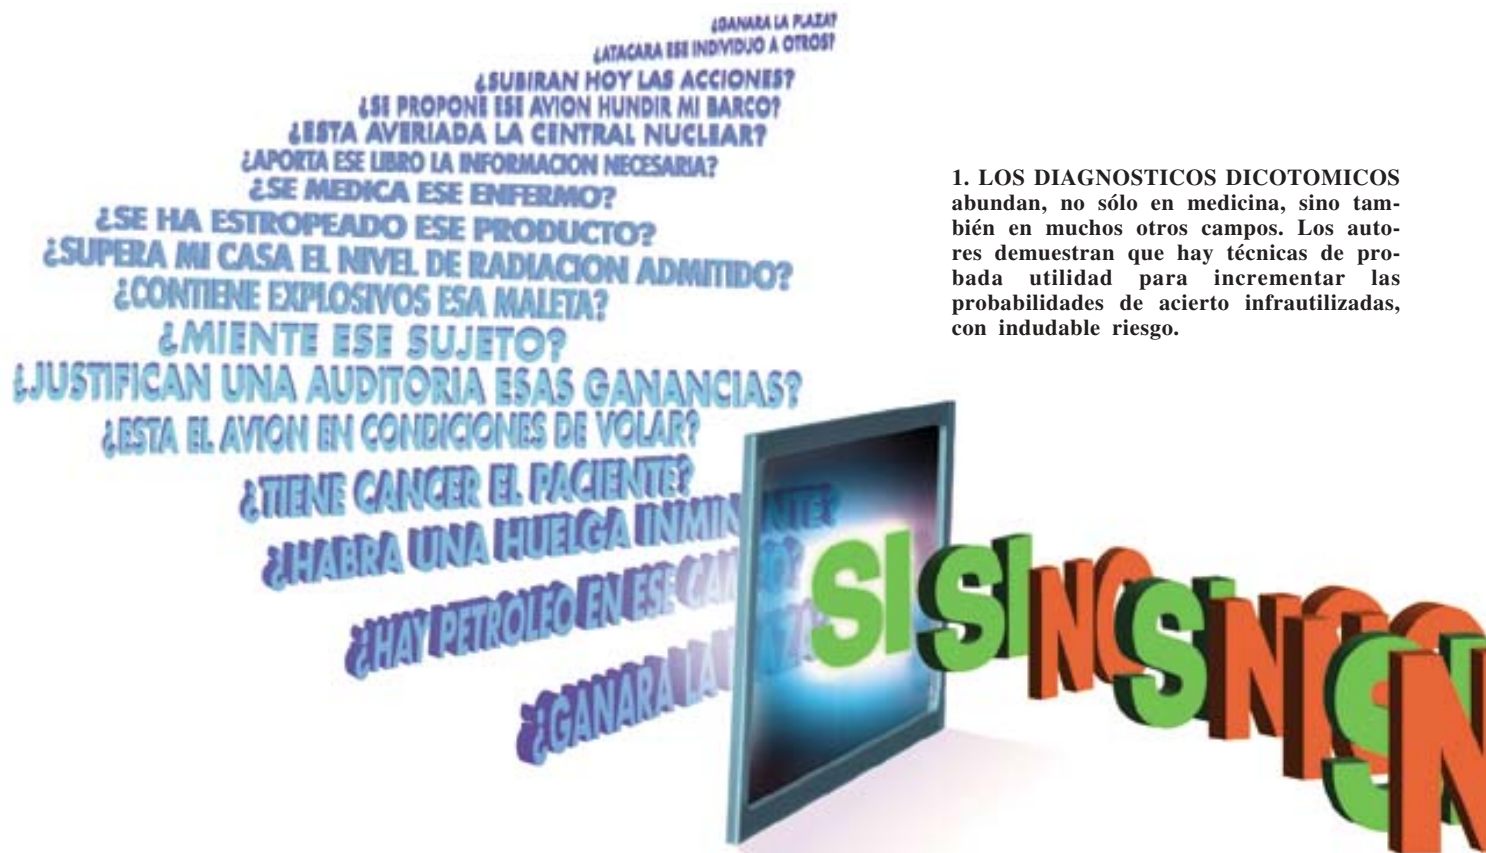 ¿GANARA LA PLAZA?
¿ATACARA ESE INDIVIDUO A OTROS?
¿SUBIRAN HOY LAS ACCIONES?
¿SE PROPONE ESE AVION HUNDIR MI BARCO?
¿ESTA AVERIADA LA CENTRAL NUCLEAR?
¿APORTA ESE LIBRO LA INFORMACION NECESARIA?
¿SE MEDICA ESE ENFERMO?
¿SE HA ESTROPEADO ESE PRODUCTO?
¿SUPERA MI CASA EL NIVEL DE RADIACION ADMITIDO?
¿CONTIENE EXPLOSIVOS ESA MALETA?
¿MIENTE ESE SUJETO?
¿JUSTIFICAN UNA AUDITORIA ESAS GANANCIAS?
¿ESTA EL AVION EN CONDICIONES DE VOLAR?
¿TIENE CANCER EL PACIENTE?
¿HABRA UNA HUELGA INMINENTE?
¿HAY PETROLEO EN ESE
¿GANARA LA
SI SI NO SI NO SI N
1. LOS DIAGNOSTICOS DICOTOMICOS
abundan, no sólo en medicina, sino tam-
bién en muchos otros campos. Los auto-
res demuestran que hay técnicas de pro-
bada utilidad para incrementar las
probabilidades de acierto infrautilizadas,
con indudable riesgo.